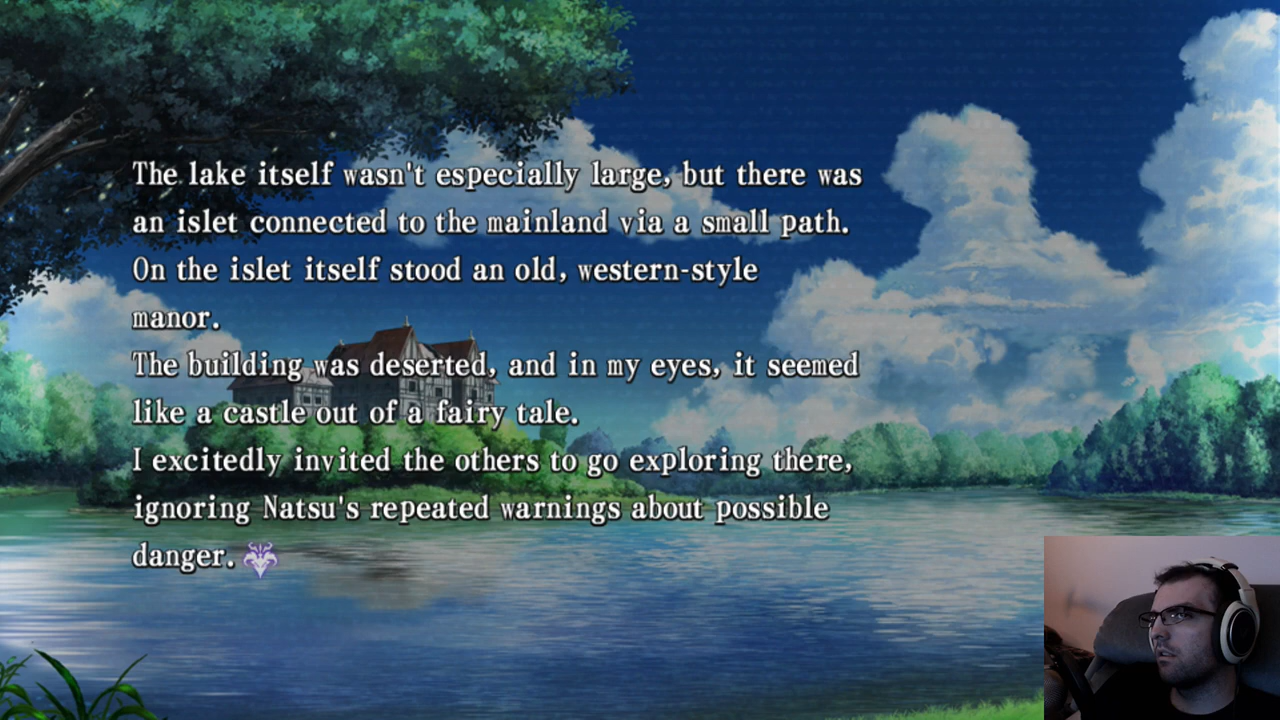 The lake itself wasn't especially large, but there was
an islet connected to the mainland via a small path.
On the islet itself stood an old, western-style
manor.
The building was deserted, and in my eyes, it seemed
like a castle out of a fairy tale.
I excitedly invited the others to go exploring there,
ignoring Natsu's repeated warnings about possible
danger.